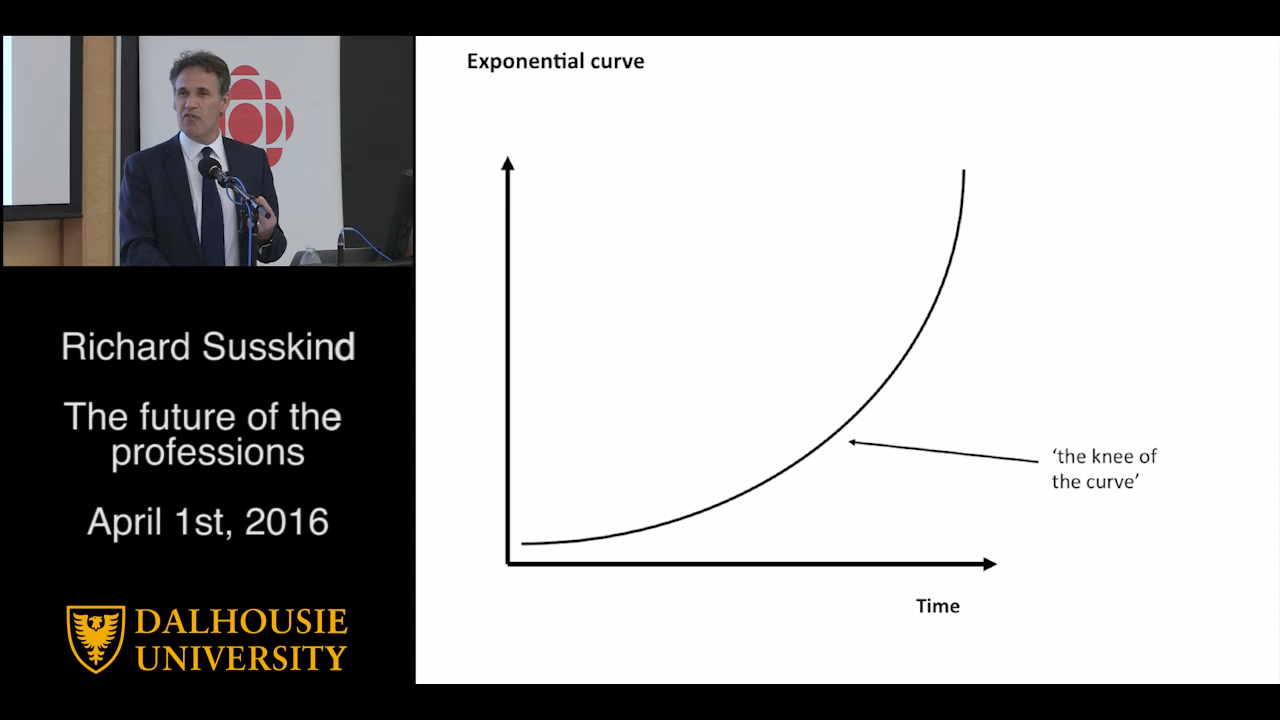 Richard Susskind
The future of the
professions
April 1st, 2016
DALHOUSIE
UNIVERSITY
Exponential curve
'the knee of
the curve'
Time